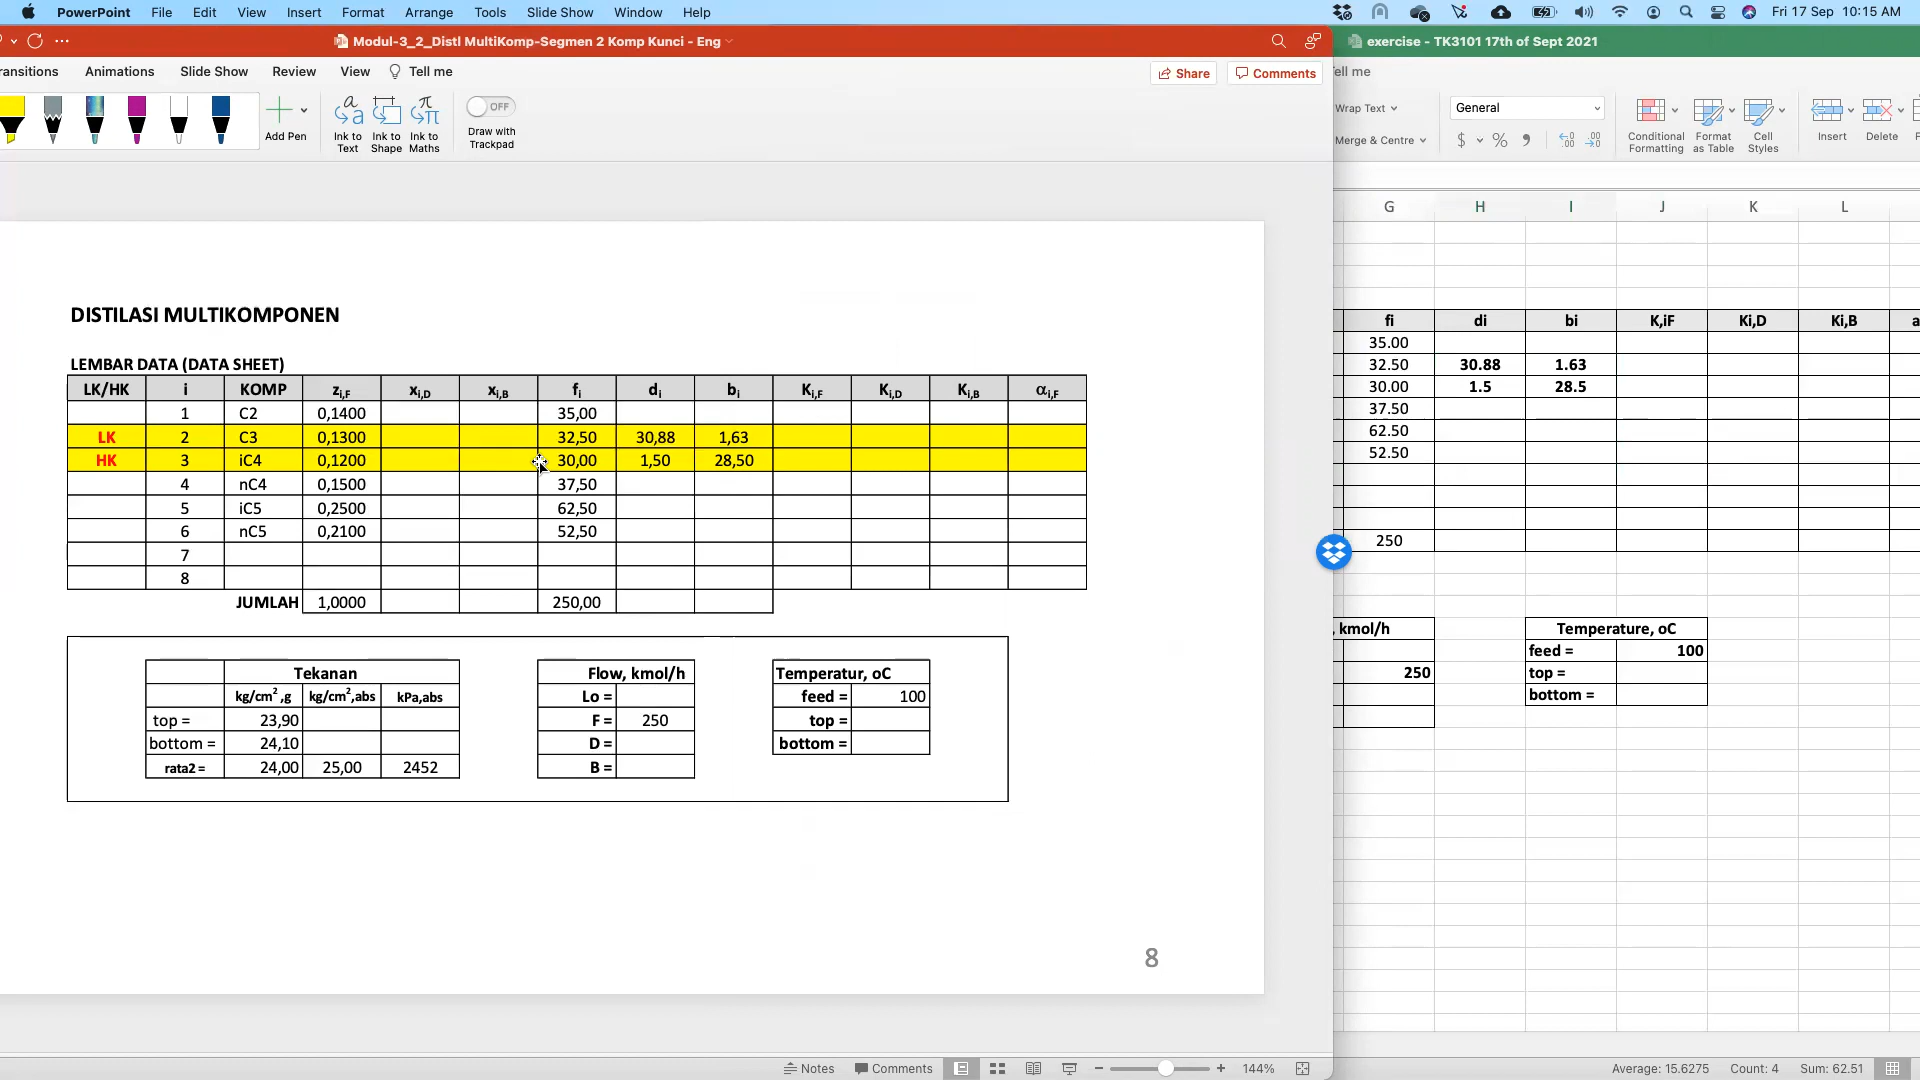 PowerPoint File Edit View Insert Format Arrange Tools Slide Show Window Help Fri 17 Sep 10:15 AM
Modul-3_2_Distl MultiKomp-Segmen 2 Komp Kunci - Eng
exercise - TK3101 17th of Sept 2021
ransitions Animations Slide Show Review View Tell me Share Comments
ell me
Add Pen
Ink to Text
Ink to Shape
Ink to Maths
OFF
Draw with Trackpad
Wrap Text
General
Merge & Centre
$ % 9
Conditional Formatting
Format as Table
Cell Styles
Insert
Delete
DISTILASI MULTIKOMPONEN
LEMBAR DATA (DATA SHEET)
LK/HK i KOMP zi,F xi,D xi,B fi di bi Ki,F Ki,D Ki,B αi,F
1 C2 0,1400 35,00
LK 2 C3 0,1300 32,50 30,88 1,63
HK 3 iC4 0,1200 30,00 1,50 28,50
4 nC4 0,1500 37,50
5 iC5 0,2500 62,50
6 nC5 0,2100 52,50
7
8
JUMLAH 1,0000 250,00
Tekanan
kg/cm2 ,g kg/cm2,abs kPa,abs
top = 23,90
bottom = 24,10
rata2 = 24,00 25,00 2452
Flow, kmol/h
Lo =
F = 250
D =
B =
Temperatur, oC
feed = 100
top =
bottom =
8
G H I J K L
fi di bi K,iF Ki,D Ki,B a
35.00
32.50 30.88 1.63
30.00 1.5 28.5
37.50
62.50
52.50
250
, kmol/h
250
Temperature, oC
feed = 100
top =
bottom =
Notes Comments 144%
Average: 15.6275 Count: 4 Sum: 62.51